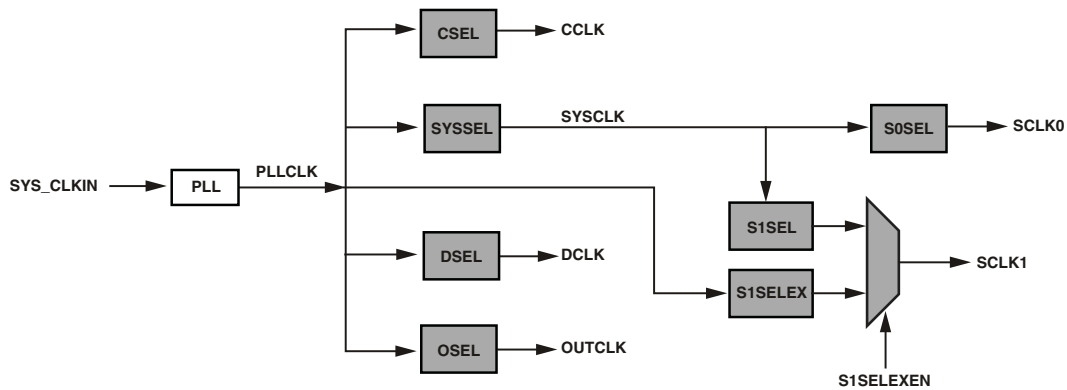 CSEL
CCLK
SYSSEL
SYSCLK
S0SEL
SCLK0
SYS_CLKIN
PLL
PLLCLK
S1SEL
DSEL
DCLK
SCLK1
S1SELEX
OSEL
OUTCLK
S1SELEXEN